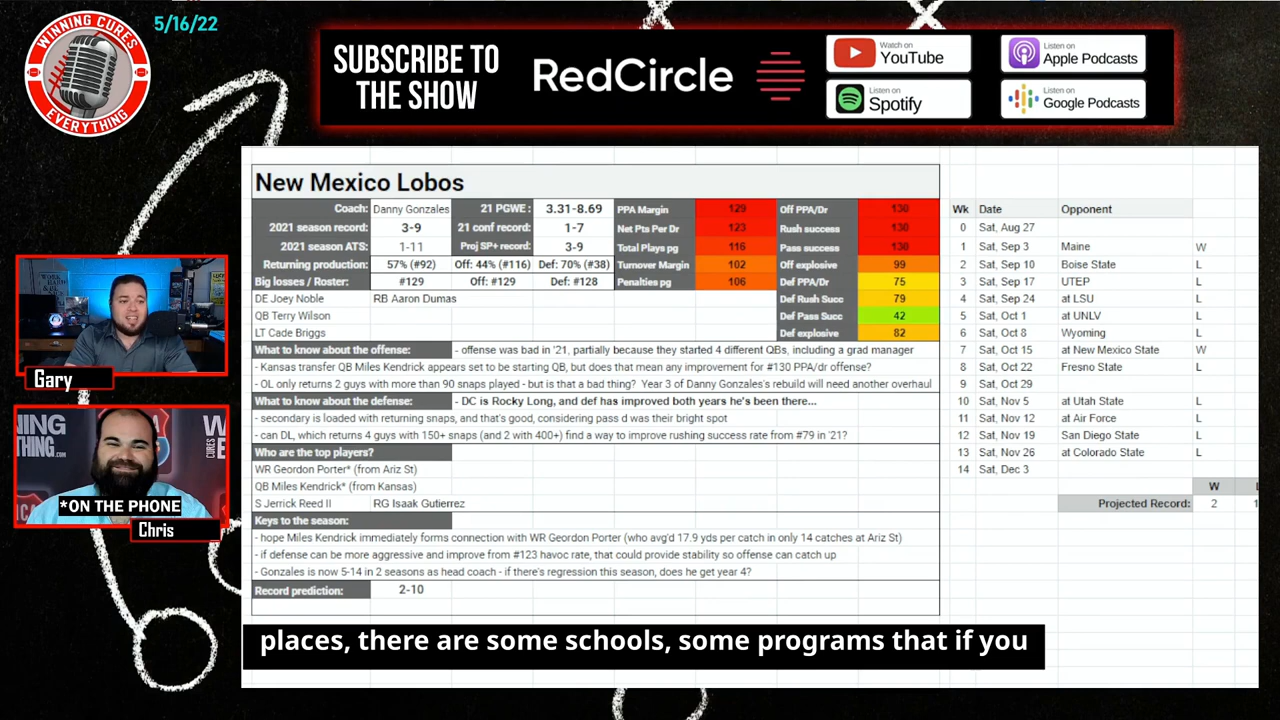 WINNING CURES
EVERYTHING
5/16/22
SUBSCRIBE TO
THE SHOW
RedCircle
Watch on
YouTube
Listen on
Apple Podcasts
Listen on
Spotify
Listen on
Google Podcasts
New Mexico Lobos
Coach: Danny Gonzales 21 PGWE : 3.31-8.69 PPA Margin 129 Off PPA/Dr 130
2021 season record: 3-9 21 conf record: 1-7 Net Pts Per Dr 123 Rush success 130
2021 season ATS: 1-11 Proj SP+ record: 3-9 Total Plays pg 116 Pass success 130
Returning production: 57% (#92) Off: 44% (#116) Def: 70% (#38) Turnover Margin 102 Off explosive 99
Big losses / Roster: #129 Off: #129 Def: #128 Penalties pg 106 Def PPA/Dr 75
DE Joey Noble RB Aaron Dumas Def Rush Succ 79
QB Terry Wilson Def Pass Succ 42
LT Cade Briggs Def explosive 82
What to know about the offense: - offense was bad in '21, partially because they started 4 different QBs, including a grad manager
- Kansas transfer QB Miles Kendrick appears set to be starting QB, but does that mean any improvement for #130 PPA/dr offense?
- OL only returns 2 guys with more than 90 snaps played - but is that a bad thing? Year 3 of Danny Gonzales's rebuild will need another overhaul
What to know about the defense: - DC is Rocky Long, and def has improved both years he's been there...
- secondary is loaded with returning snaps, and that's good, considering pass d was their bright spot
- can DL, which returns 4 guys with 150+ snaps (and 2 with 400+) find a way to improve rushing success rate from #79 in '21?
Who are the top players?
WR Geordon Porter* (from Ariz St)
QB Miles Kendrick* (from Kansas)
S Jerrick Reed II RG Isaak Gutierrez
Keys to the season:
- hope Miles Kendrick immediately forms connection with WR Geordon Porter (who avg'd 17.9 yds per catch in only 14 catches at Ariz St)
- if defense can be more aggressive and improve from #123 havoc rate, that could provide stability so offense can catch up
- Gonzales is now 5-14 in 2 seasons as head coach - if there's regression this season, does he get year 4?
Record prediction: 2-10
Wk Date Opponent
0 Sat, Aug 27
1 Sat, Sep 3 Maine W
2 Sat, Sep 10 Boise State L
3 Sat, Sep 17 UTEP L
4 Sat, Sep 24 at LSU L
5 Sat, Oct 1 at UNLV L
6 Sat, Oct 8 Wyoming L
7 Sat, Oct 15 at New Mexico State W
8 Sat, Oct 22 Fresno State L
9 Sat, Oct 29
10 Sat, Nov 5 at Utah State L
11 Sat, Nov 12 at Air Force L
12 Sat, Nov 19 San Diego State L
13 Sat, Nov 26 at Colorado State L
14 Sat, Dec 3
W
Projected Record: 2
Gary
*ON THE PHONE
Chris
places, there are some schools, some programs that if you